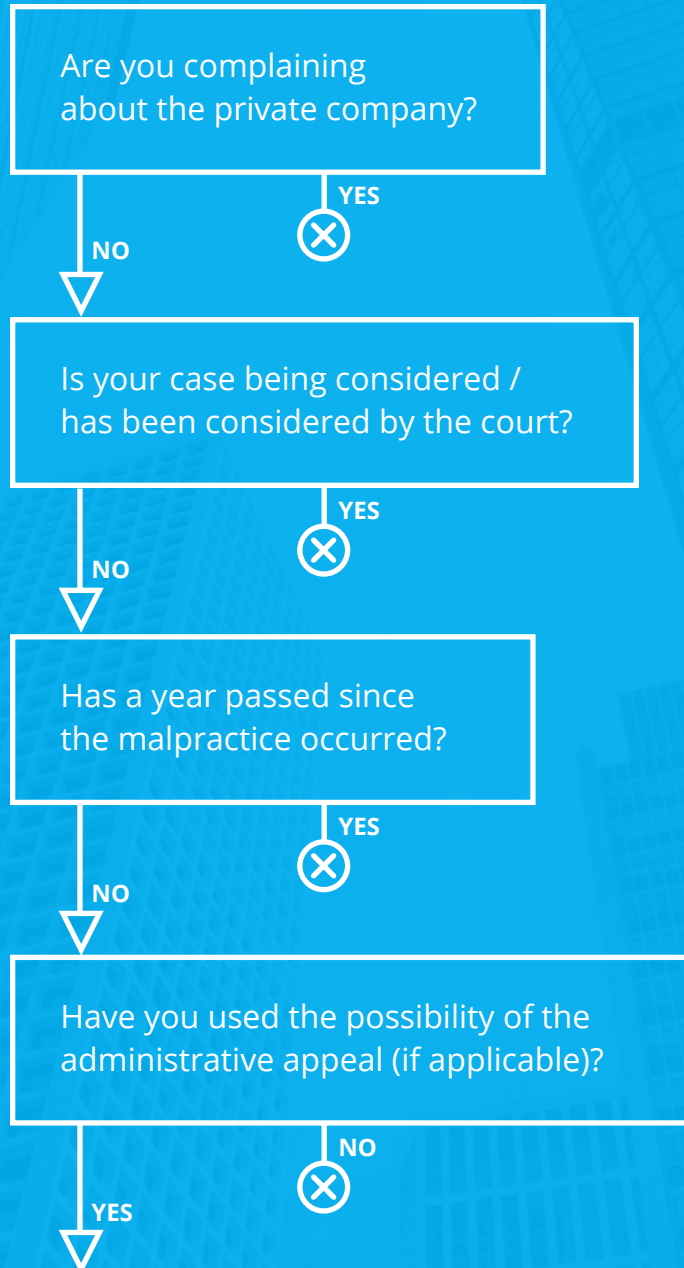 Are you complaining
about the private company?
YES
NO
Is your case being considered /
has been considered by the court?
YES
NO
Has a year passed since
the malpractice occurred?
YES
NO
Have you used the possibility of the
administrative appeal (if applicable)?
NO
YES